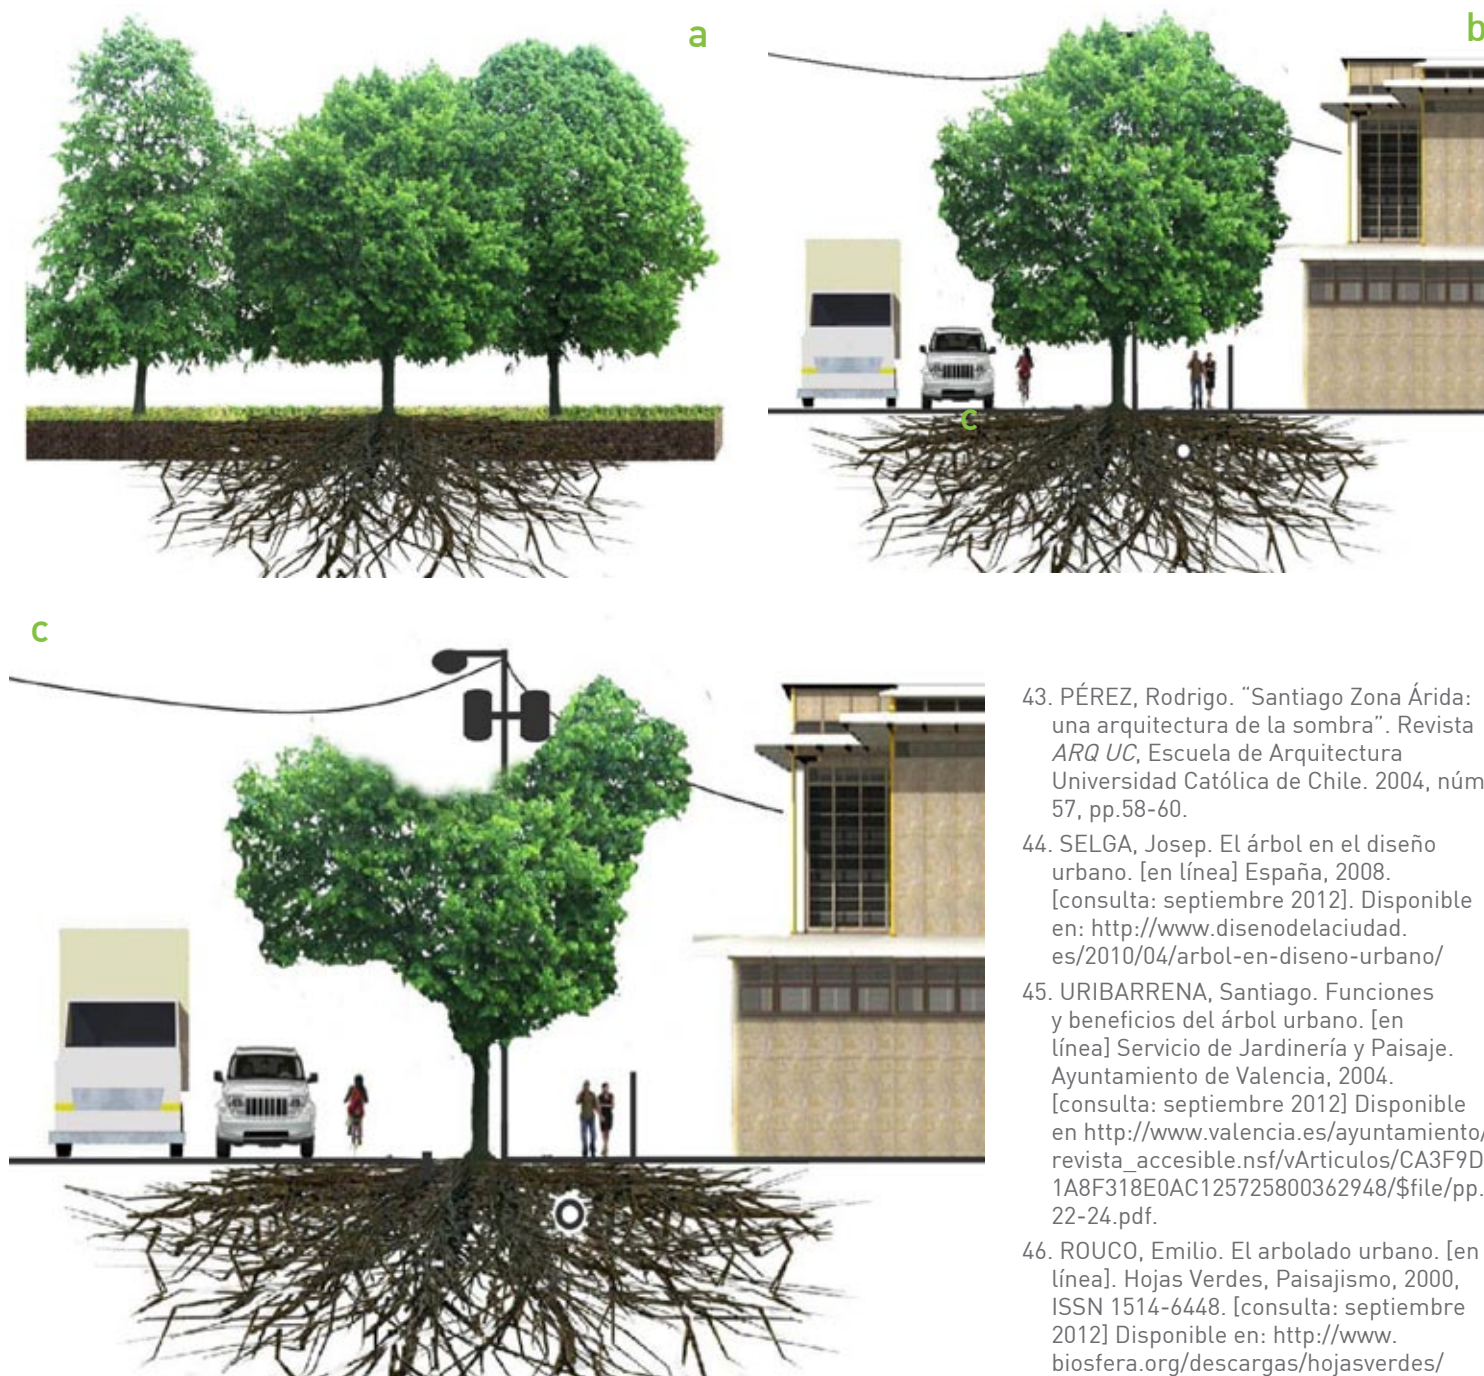 a
b
c
c
43. PÉREZ, Rodrigo. “Santiago Zona Árida:
una arquitectura de la sombra”. Revista
ARQ UC, Escuela de Arquitectura
Universidad Católica de Chile. 2004, núm
57, pp.58-60.
44. SELGA, Josep. El árbol en el diseño
urbano. [en línea] España, 2008.
[consulta: septiembre 2012]. Disponible
en: http://www.disenodelaciudad.
es/2010/04/arbol-en-diseno-urbano/
45. URIBARRENA, Santiago. Funciones
y beneficios del árbol urbano. [en
línea] Servicio de Jardinería y Paisaje.
Ayuntamiento de Valencia, 2004.
[consulta: septiembre 2012] Disponible
en http://www.valencia.es/ayuntamiento/
revista_accesible.nsf/vArticulos/CA3F9D
1A8F318E0AC125725800362948/$file/pp.
22-24.pdf.
46. ROUCO, Emilio. El arbolado urbano. [en
línea]. Hojas Verdes, Paisajismo, 2000,
ISSN 1514-6448. [consulta: septiembre
2012] Disponible en: http://www.
biosfera.org/descargas/hojasverdes/